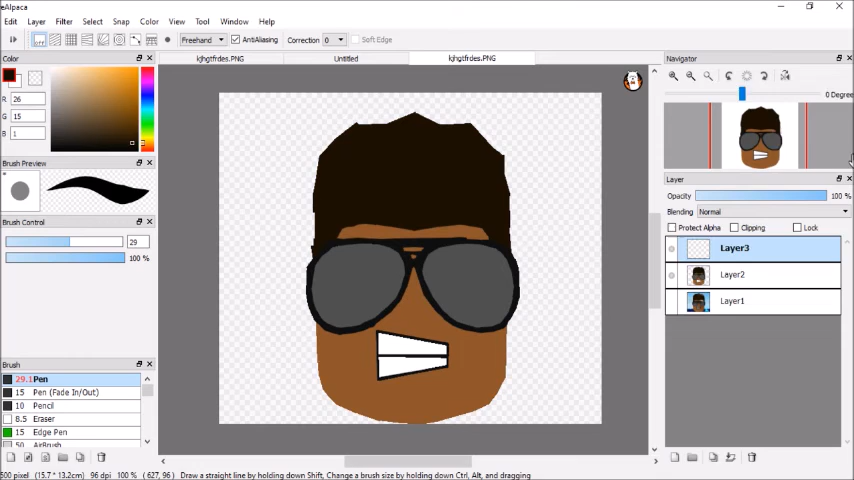 eAlpaca
Edit Layer Filter Select Snap Color View Tool Window Help
off Freehand AntiAliasing Correction 0 Soft Edge
Color
kjhgtfrdes.PNG Untitled kjhgtfrdes.PNG
Navigator
R 26
G 15
B 1
0 Degree
Brush Preview
Layer
Opacity 100 %
Blending Normal
Brush Control
Protect Alpha Clipping Lock
29
100 %
Layer3
Layer2
Layer1
Brush
29.1 Pen
15 Pen (Fade In/Out)
10 Pencil
8.5 Eraser
15 Edge Pen
50 AirBrush
500 pixel (15.7 * 13.2cm) 96 dpi 100 % ( 627, 96 ) Draw a straight line by holding down Shift, Change a brush size by holding down Ctrl, Alt, and dragging